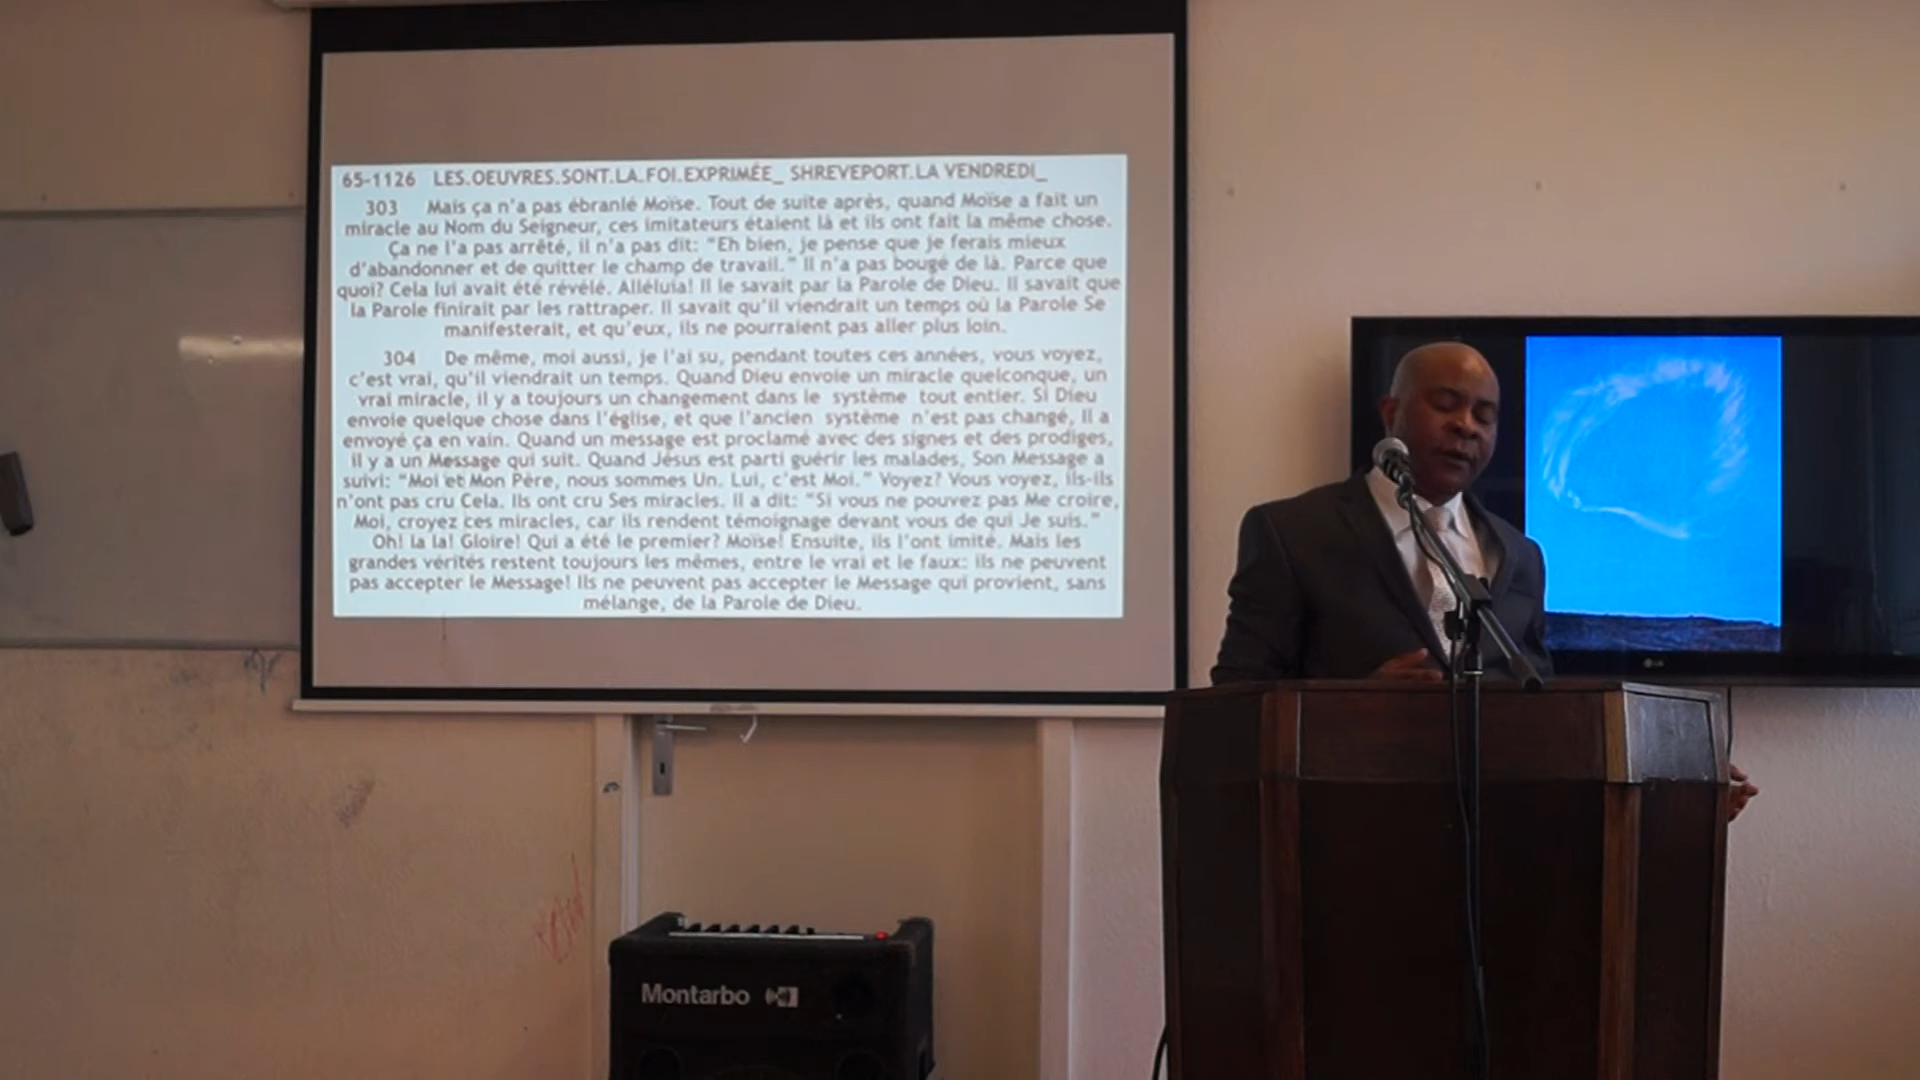 65-1126 LES.OEUVRES.SONT.LA.FOI.EXPRIMÉE_ SHREVEPORT.LA VENDREDI_
303 Mais ça n'a pas ébranlé Moïse. Tout de suite après, quand Moïse a fait un
miracle au Nom du Seigneur, ces imitateurs étaient là et ils ont fait la même chose.
Ça ne l'a pas arrêté, il n'a pas dit: “Eh bien, je pense que je ferais mieux
d'abandonner et de quitter le champ de travail.” Il n'a pas bougé de là. Parce que
quoi? Cela lui avait été révélé. Alléluia! Il le savait par la Parole de Dieu. Il savait que
la Parole finirait par les rattraper. Il savait qu'il viendrait un temps où la Parole Se
manifesterait, et qu'eux, ils ne pourraient pas aller plus loin.
304 De même, moi aussi, je l'ai su, pendant toutes ces années, vous voyez,
c'est vrai, qu'il viendrait un temps. Quand Dieu envoie un miracle quelconque, un
vrai miracle, il y a toujours un changement dans le système tout entier. Si Dieu
envoie quelque chose dans l'église, et que l'ancien système n'est pas changé, Il a
envoyé ça en vain. Quand un message est proclamé avec des signes et des prodiges,
il y a un Message qui suit. Quand Jésus est parti guérir les malades, Son Message a
suivi: “Moi et Mon Père, nous sommes Un. Lui, c'est Moi.” Voyez? Vous voyez, ils-ils
n'ont pas cru Cela. Ils ont cru Ses miracles. Il a dit: “Si vous ne pouvez pas Me croire,
Moi, croyez ces miracles, car ils rendent témoignage devant vous de qui Je suis.”
Oh! la la! Gloire! Qui a été le premier? Moïse! Ensuite, ils l'ont imité. Mais les
grandes vérités restent toujours les mêmes, entre le vrai et le faux: ils ne peuvent
pas accepter le Message! Ils ne peuvent pas accepter le Message qui provient, sans
mélange, de la Parole de Dieu.
LG
Montarbo